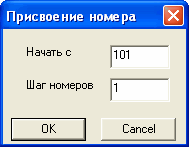 Присвоение номера
Начать с 101
Шаг номеров 1
OK Cancel